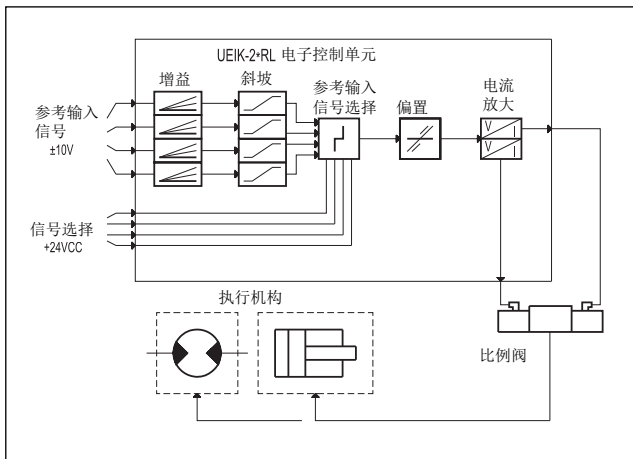 UEIK-2*RL 电子控制单元
增益
斜坡
参考输入
信号选择
偏置
电流
放大
参考输入
信号
±10V
V
I
V
I
信号选择
+24VCC
执行机构
比例阀